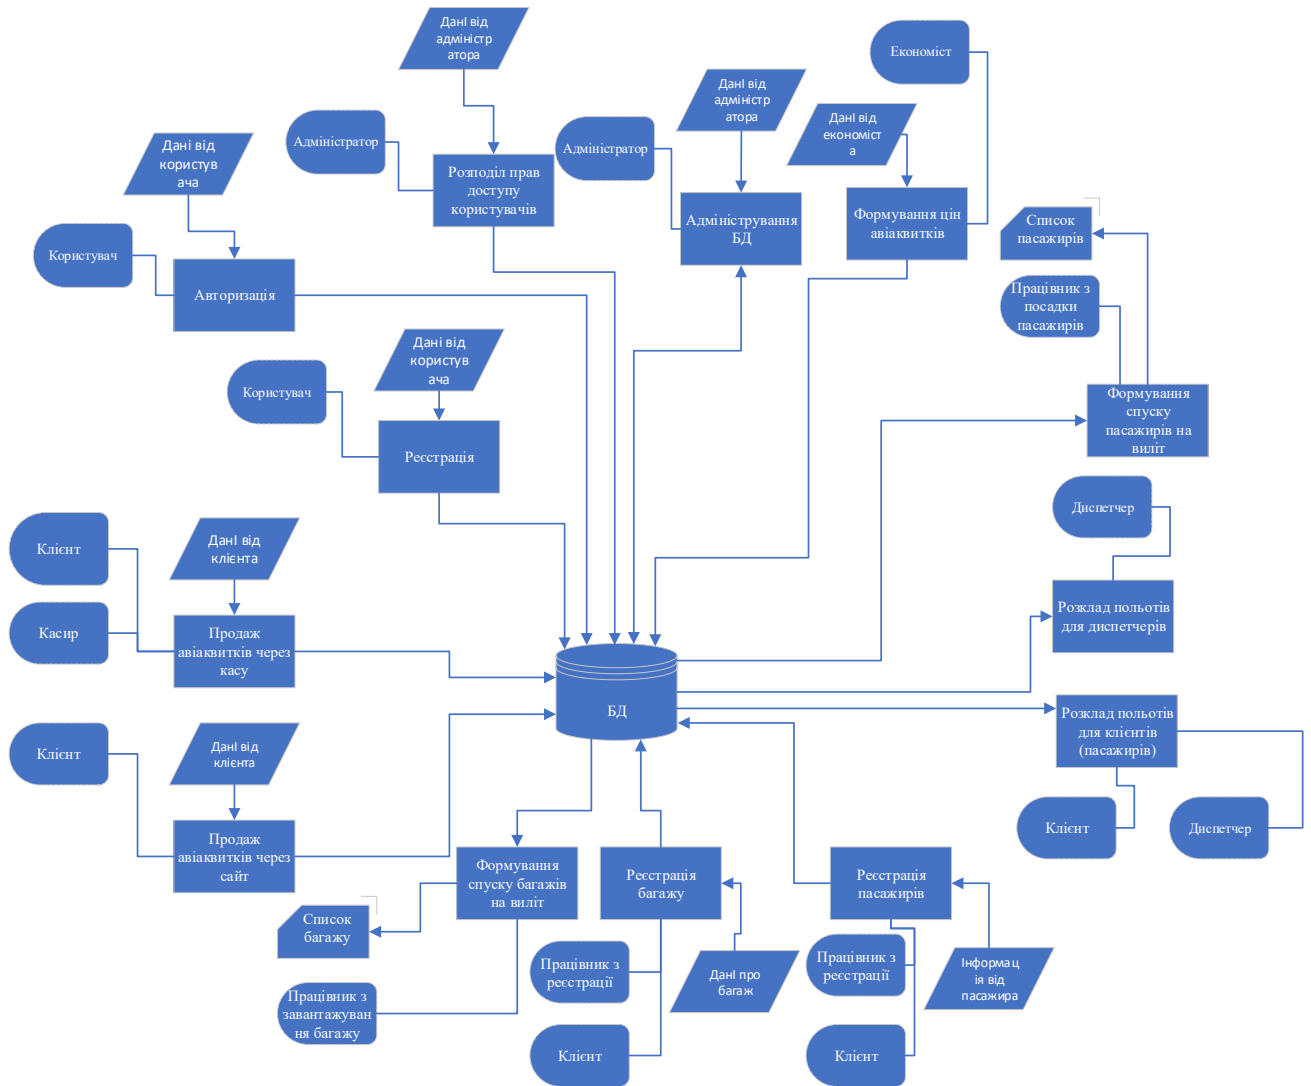 Дані від
адміністр
атора
Економіст
Дані від
адміністр
атора
Адміністратор
Дані від
економіст
а
Адміністратор
Дані від
користув
ача
Розподіл прав
доступу
користувачів
Адміністрування
БД
Формування цін
авіаквитків
Список
пасажирів
Користувач
Авторизація
Працівник з
посадки
пасажирів
Дані від
користув
ача
Користувач
Формування
спуску
пасажирів на
виліт
Реєстрація
Диспетчер
Клієнт
Дані від
клієнта
Розклад польотів
для диспетчерів
Касир
Продаж
авіаквитків через
касу
БД
Розклад польотів
для клієнтів
(пасажирів)
Клієнт
Дані від
клієнта
Клієнт
Диспетчер
Продаж
авіаквитків через
сайт
Формування
спуску багажів
на виліт
Реєстрація
багажу
Реєстрація
пасажирів
Список
багажу
Працівник з
реєстрації
Дані про
багаж
Працівник з
реєстрації
Інформац
ія від
пасажира
Працівник з
завантажуван
ня багажу
Клієнт
Клієнт